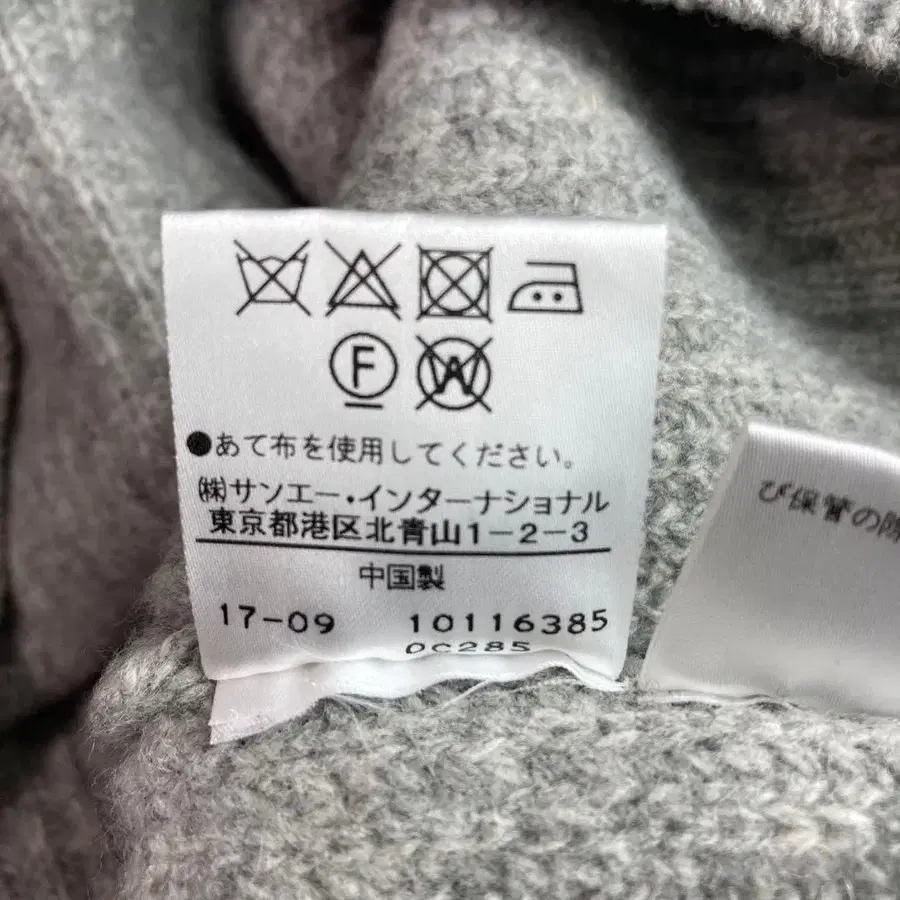 F W
●あて布を使用してください。
㈱サンエー・インターナショナル
東京都港区北青山1-2-3
中国製
17-09 10116385
0C285
び保管の際